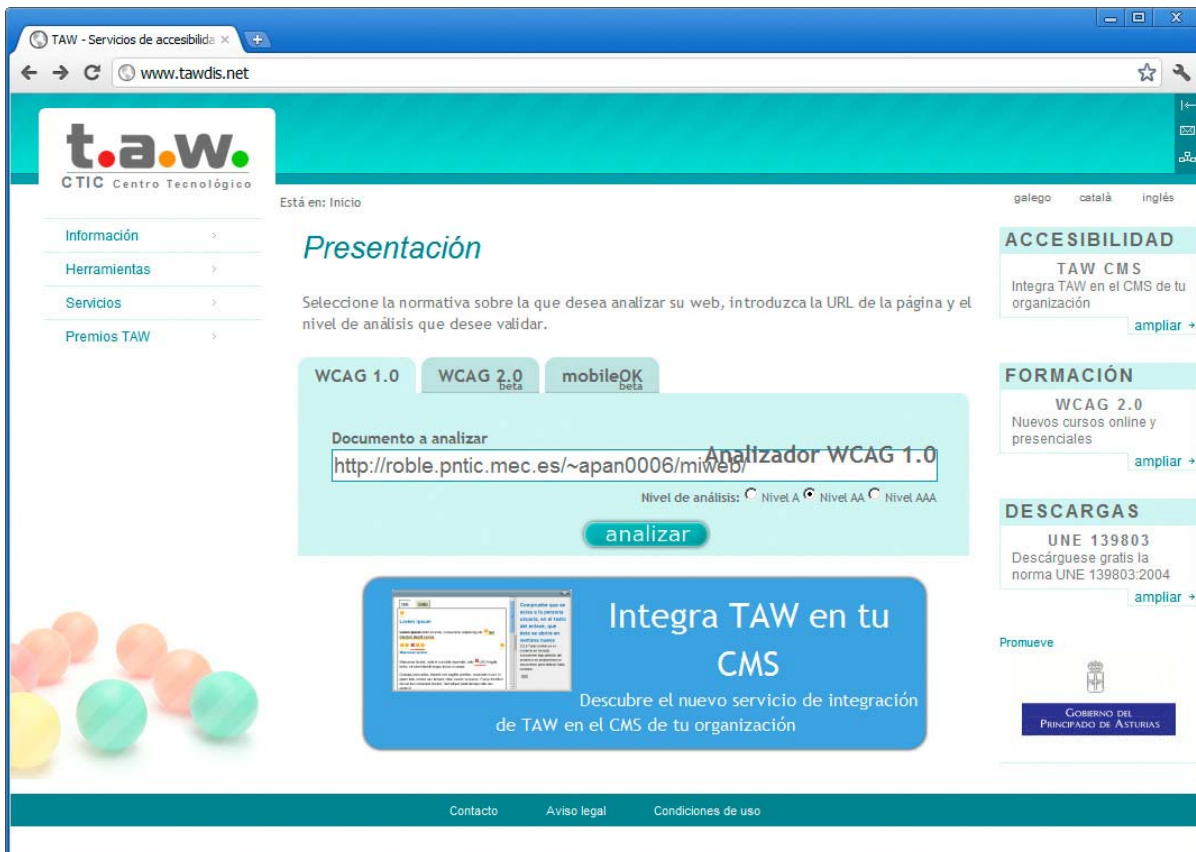 TAW - Servicios de accesibilida
www.tawdis.net
t.a.w.
CTIC Centro Tecnológico
Información
Herramientas
Servicios
Premios TAW
Está en: Inicio
galego català inglés
Presentación
Seleccione la normativa sobre la que desea analizar su web, introduzca la URL de la página y el
nivel de análisis que desee validar.
WCAG 1.0
WCAG 2.0 beta
mobileOK beta
Documento a analizar
Analizador WCAG 1.0
http://roble.pntic.mec.es/~apan0006/miweb/
Nivel de análisis: Nivel A Nivel AA Nivel AAA
analizar
Integra TAW en tu
CMS
Descubre el nuevo servicio de integración
de TAW en el CMS de tu organización
ACCESIBILIDAD
TAW CMS
Integra TAW en el CMS de tu
organización
ampliar
FORMACIÓN
WCAG 2.0
Nuevos cursos online y
presenciales
ampliar
DESCARGAS
UNE 139803
Descárguese gratis la
norma UNE 139803:2004
ampliar
Promueve
GOBIERNO DEL
PRINCIPADO DE ASTURIAS
Contacto Aviso legal Condiciones de uso